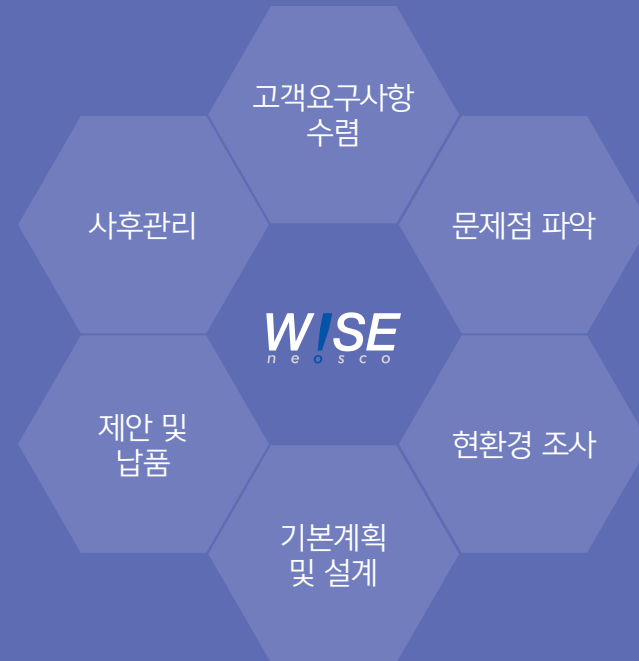 고객요구사항
수렴
사후관리
문제점 파악
W!SE
neosco
제안 및
납품
현환경 조사
기본계획
및 설계